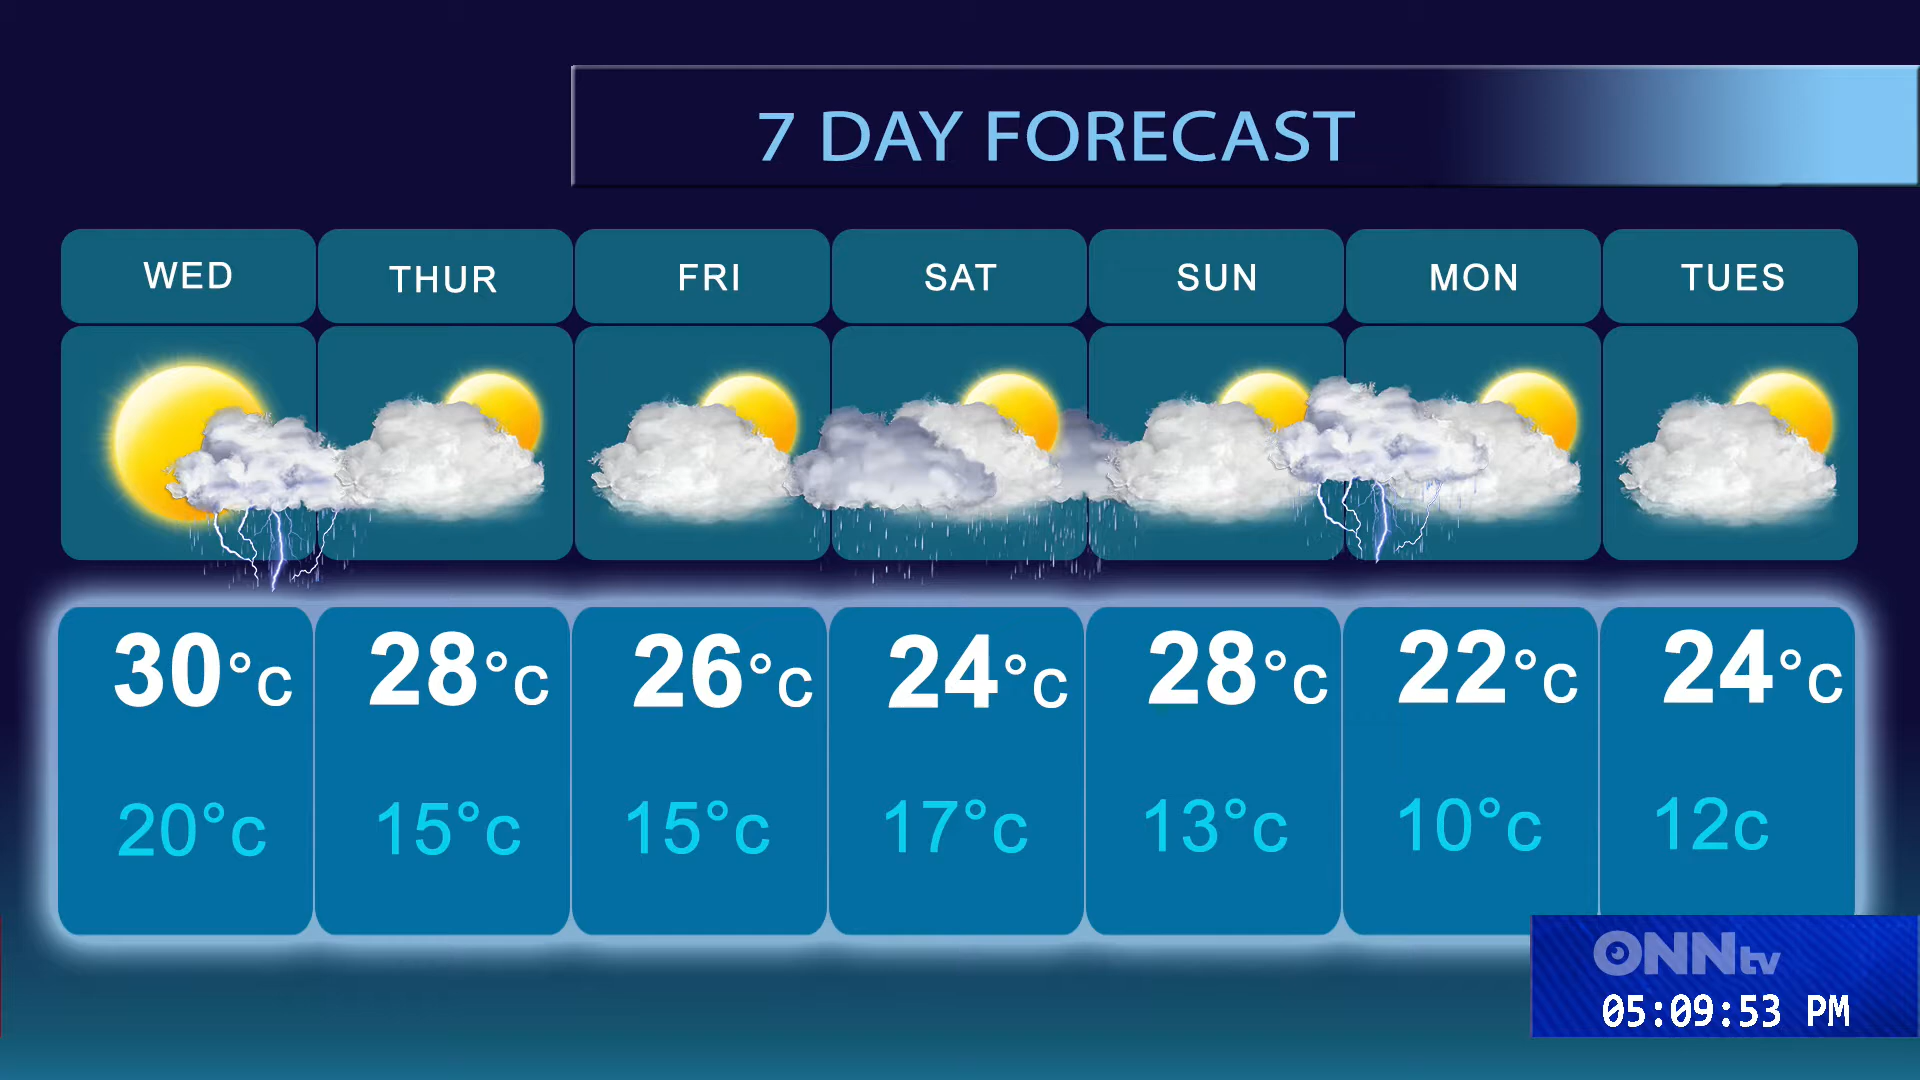 7 DAY FORECAST
WED THUR FRI SAT SUN MON TUES
30°c 28°c 26°c 24°c 28°c 22°c 24°c
20°c 15°c 15°c 17°c 13°c 10°c 12c
ONNtv
05:09:53 PM